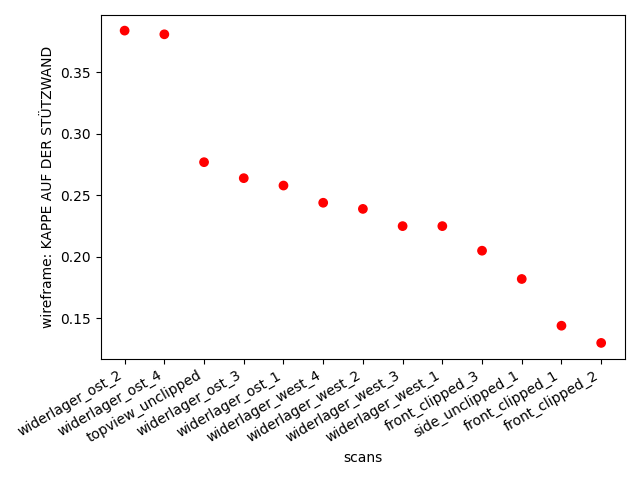 wireframe: KAPPE AUF DER STÜTZWAND
0.35
0.30
0.25
0.20
0.15
widerlager_ost_2
widerlager_ost_4
topview_unclipped
widerlager_ost_3
widerlager_ost_1
widerlager_west_4
widerlager_west_2
widerlager_west_3
widerlager_west_1
front_clipped_3
side_unclipped_1
front_clipped_1
front_clipped_2
scans